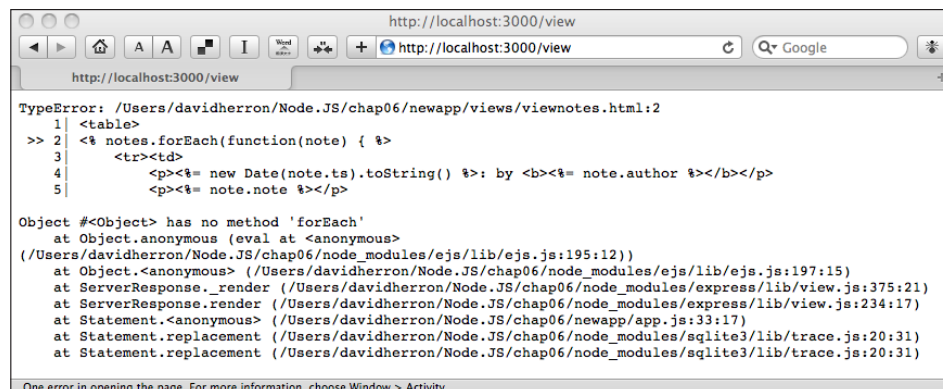 http://localhost:3000/view
A A I Word + http://localhost:3000/view Google
http://localhost:3000/view +
TypeError: /Users/davidherron/Node.JS/chap06/newapp/views/viewnotes.html:2
1| <table>
>> 2| <% notes.forEach(function(note) { %>
3| <tr><td>
4| <p><%= new Date(note.ts).toString() %>: by <b><%= note.author %></b></p>
5| <p><%= note.note %></p>
Object #<Object> has no method 'forEach'
at Object.anonymous (eval at <anonymous>
(/Users/davidherron/Node.JS/chap06/node_modules/ejs/lib/ejs.js:195:12))
at Object.<anonymous> (/Users/davidherron/Node.JS/chap06/node_modules/ejs/lib/ejs.js:197:15)
at ServerResponse._render (/Users/davidherron/Node.JS/chap06/node_modules/express/lib/view.js:375:21)
at ServerResponse.render (/Users/davidherron/Node.JS/chap06/node_modules/express/lib/view.js:234:17)
at Statement.<anonymous> (/Users/davidherron/Node.JS/chap06/newapp/app.js:33:17)
at Statement.replacement (/Users/davidherron/Node.JS/chap06/node_modules/sqlite3/lib/trace.js:20:31)
at Statement.replacement (/Users/davidherron/Node.JS/chap06/node_modules/sqlite3/lib/trace.js:20:31)
One error in opening the page. For more information, choose Window > Activity.